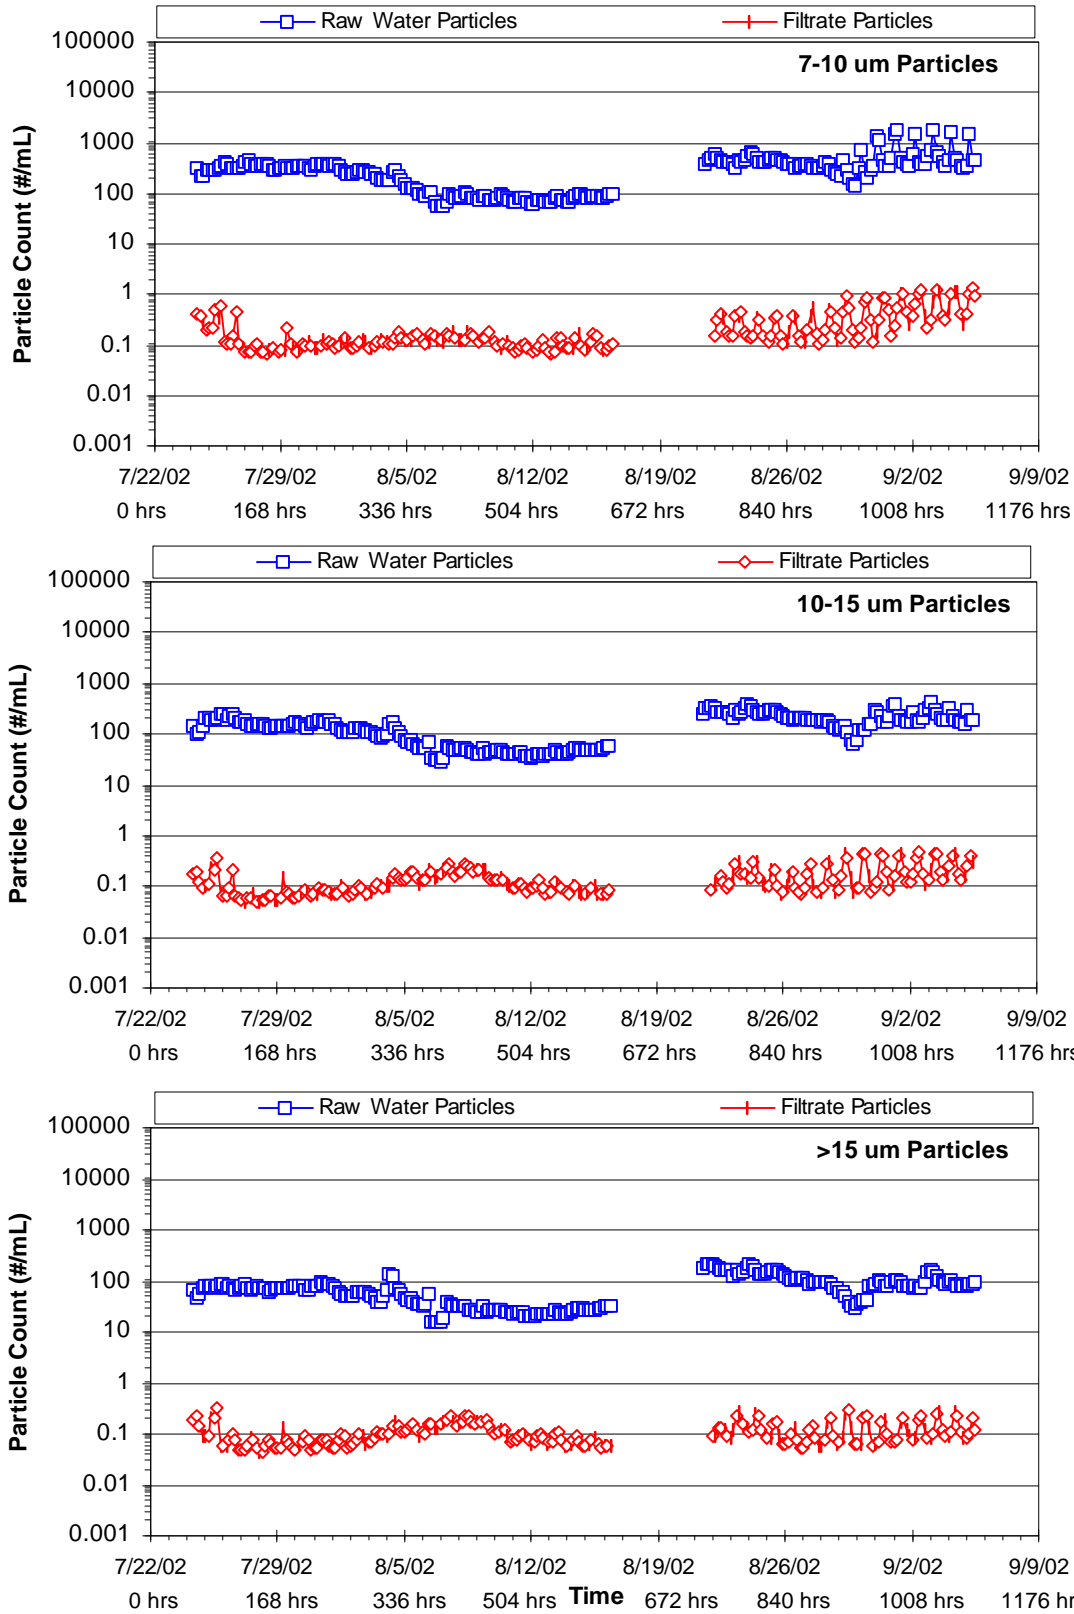 Raw Water Particles Filtrate Particles
7-10 um Particles
Particle Count (#/mL)
100000
10000
1000
100
10
1
0.1
0.01
0.001
7/22/02 7/29/02 8/5/02 8/12/02 8/19/02 8/26/02 9/2/02 9/9/02
0 hrs 168 hrs 336 hrs 504 hrs 672 hrs 840 hrs 1008 hrs 1176 hrs
Raw Water Particles Filtrate Particles
10-15 um Particles
Particle Count (#/mL)
100000
10000
1000
100
10
1
0.1
0.01
0.001
7/22/02 7/29/02 8/5/02 8/12/02 8/19/02 8/26/02 9/2/02 9/9/02
0 hrs 168 hrs 336 hrs 504 hrs 672 hrs 840 hrs 1008 hrs 1176 hrs
Raw Water Particles Filtrate Particles
>15 um Particles
Particle Count (#/mL)
100000
10000
1000
100
10
1
0.1
0.01
0.001
7/22/02 7/29/02 8/5/02 8/12/02 8/19/02 8/26/02 9/2/02 9/9/02
0 hrs 168 hrs 336 hrs 504 hrs Time 672 hrs 840 hrs 1008 hrs 1176 hr